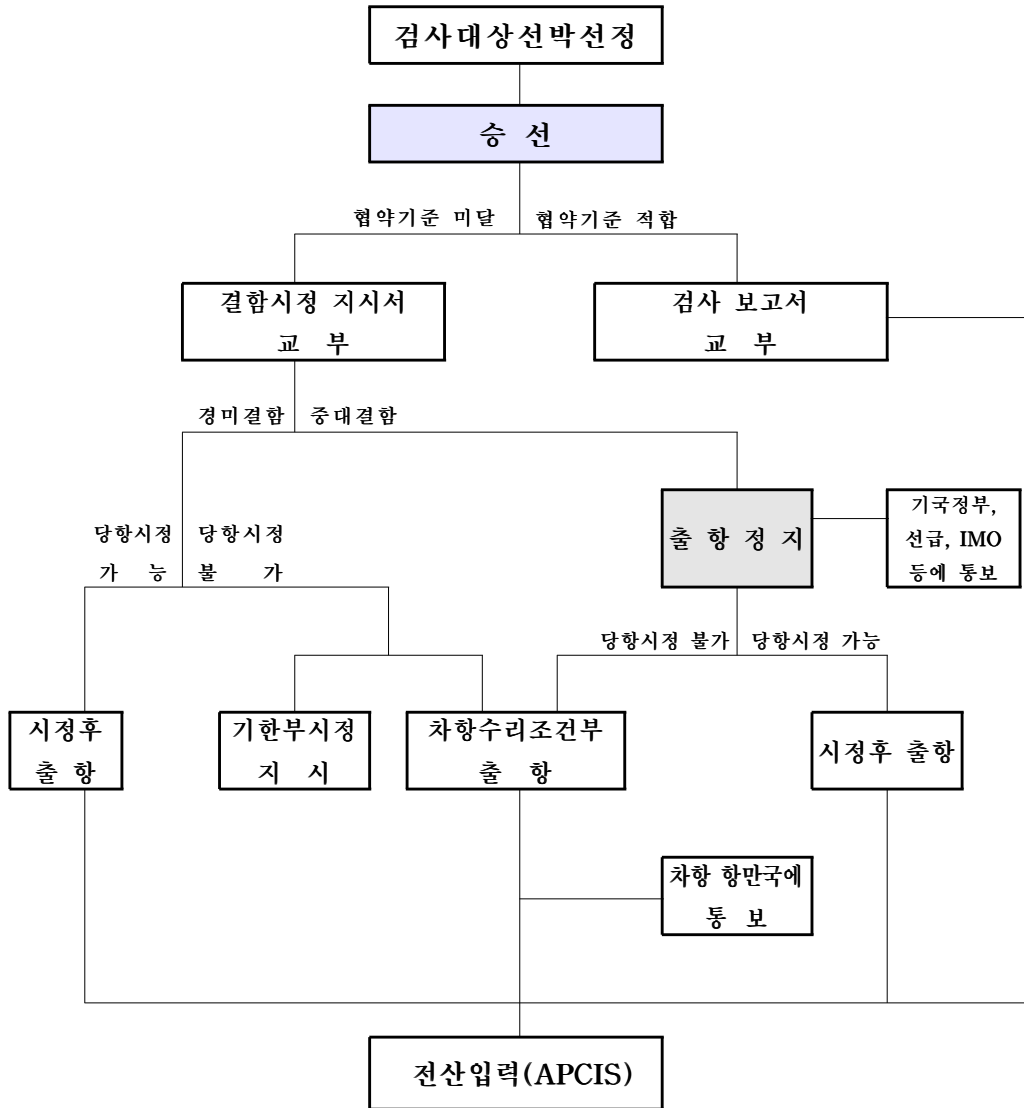 검사대상선박선정
승 선
협약기준 미달 협약기준 적합
결함시정 지시서
교 부
검사 보고서
교 부
경미결함 중대결함
당항시정 당항시정
가 능 불 가
출 항 정 지
기국정부,
선급, IMO
등에 통보
당항시정 불가 당항시정 가능
시정후
출 항
기한부시정
지 시
차항수리조건부
출 항
시정후 출항
차항 항만국에
통 보
전산입력(APCIS)